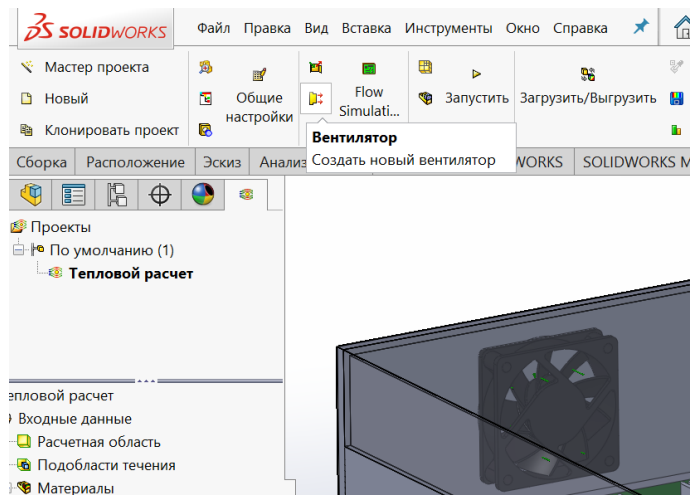 SOLIDWORKS Файл Правка Вид Вставка Инструменты Окно Справка
Мастер проекта
Новый
Клонировать проект
Общие настройки
Flow Simulati...
Запустить
Загрузить/Выгрузить
Вентилятор
Создать новый вентилятор
Сборка Расположение Эскиз SOLIDWORKS M
Проекты
По умолчанию (1)
Тепловой расчет
епловой расчет
Входные данные
Расчетная область
Подобласти течения
Материалы